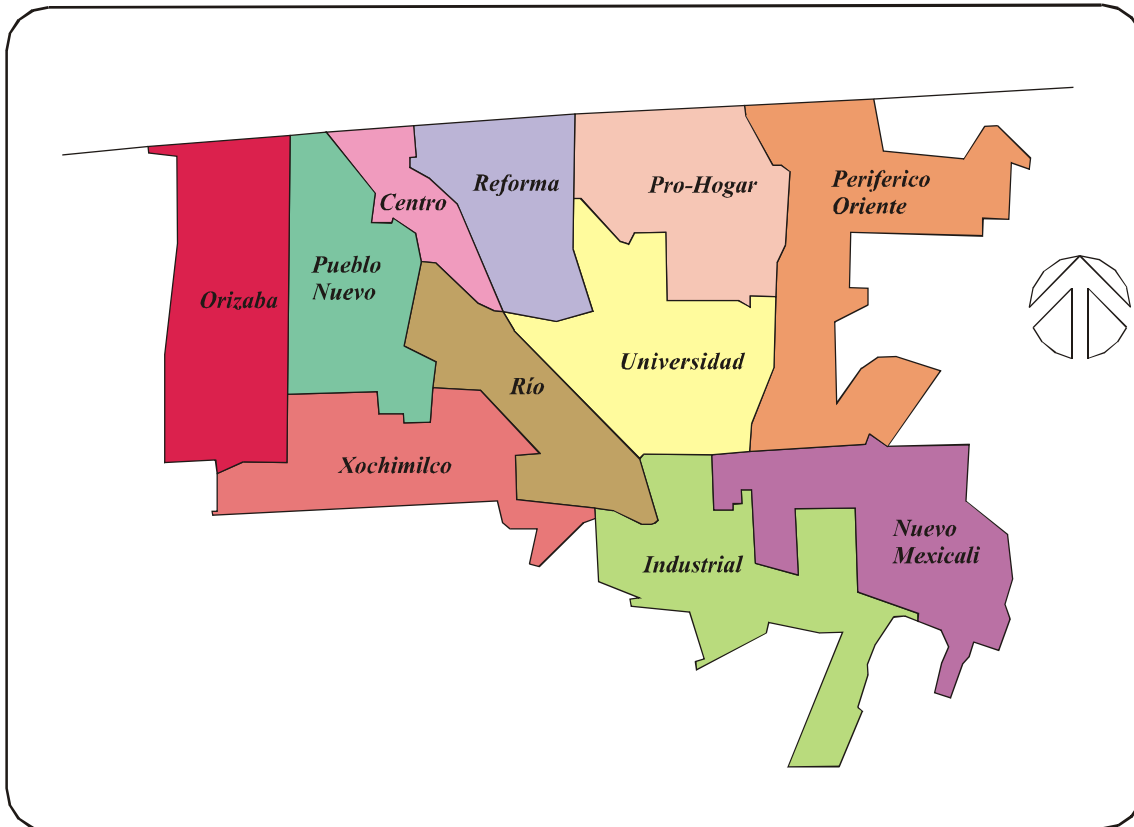 Reforma
Pro-Hogar
Periferico
Oriente
Centro
Pueblo
Nuevo
Orizaba
Universidad
Río
Xochimilco
Nuevo
Mexicali
Industrial